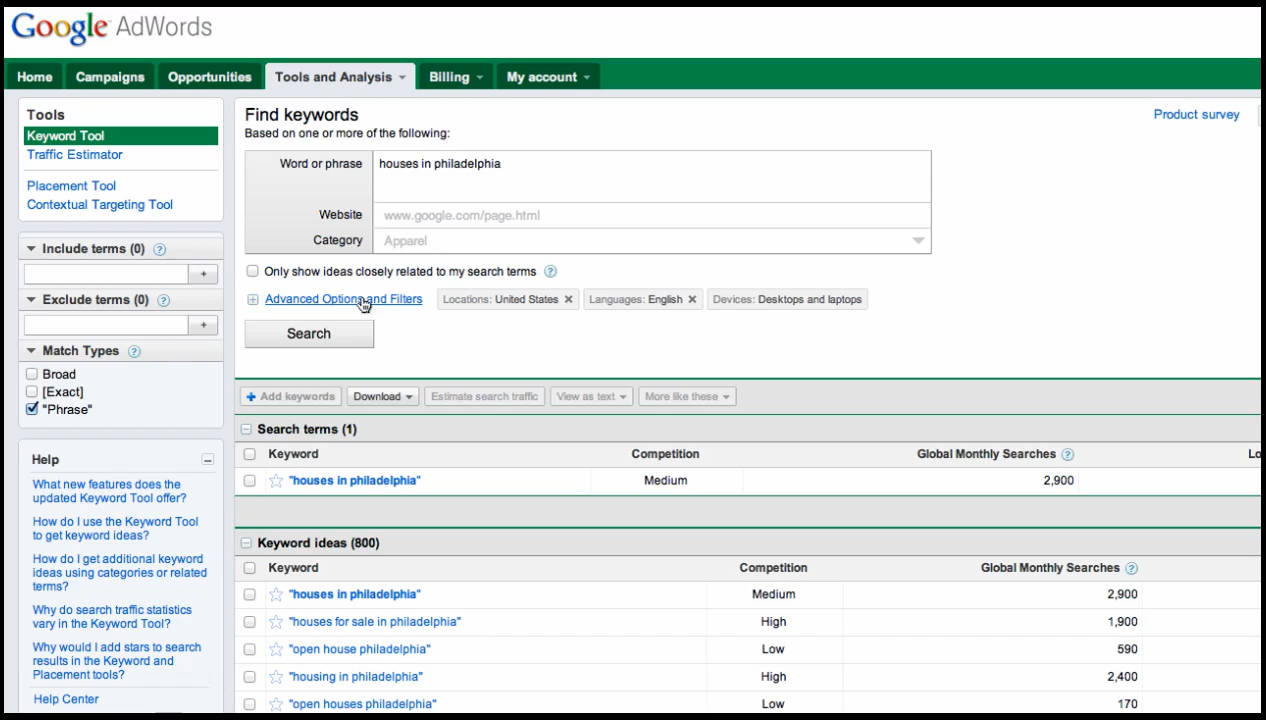 Google AdWords
Home Campaigns Opportunities Tools and Analysis Billing My account
Tools
Keyword Tool
Traffic Estimator
Placement Tool
Contextual Targeting Tool
Include terms (0) ?
+
Exclude terms (0) ?
+
Match Types ?
Broad
[Exact]
"Phrase"
Help
What new features does the
updated Keyword Tool offer?
How do I use the Keyword Tool
to get keyword ideas?
How do I get additional keyword
ideas using categories or related
terms?
Why do search traffic statistics
vary in the Keyword Tool?
Why would I add stars to search
results in the Keyword and
Placement tools?
Help Center
Find keywords
Product survey
Based on one or more of the following:
Word or phrase houses in philadelphia
Website www.google.com/page.html
Category Apparel
Only show ideas closely related to my search terms ?
Advanced Options and Filters Locations: United States × Languages: English × Devices: Desktops and laptops
Search
+ Add keywords Download Estimate search traffic View as text More like these
Search terms (1)
Keyword Competition Global Monthly Searches ? Lo
"houses in philadelphia" Medium 2,900
Keyword ideas (800)
Keyword Competition Global Monthly Searches ?
"houses in philadelphia" Medium 2,900
"houses for sale in philadelphia" High 1,900
"open house philadelphia" Low 590
"housing in philadelphia" High 2,400
"open houses philadelphia" Low 170